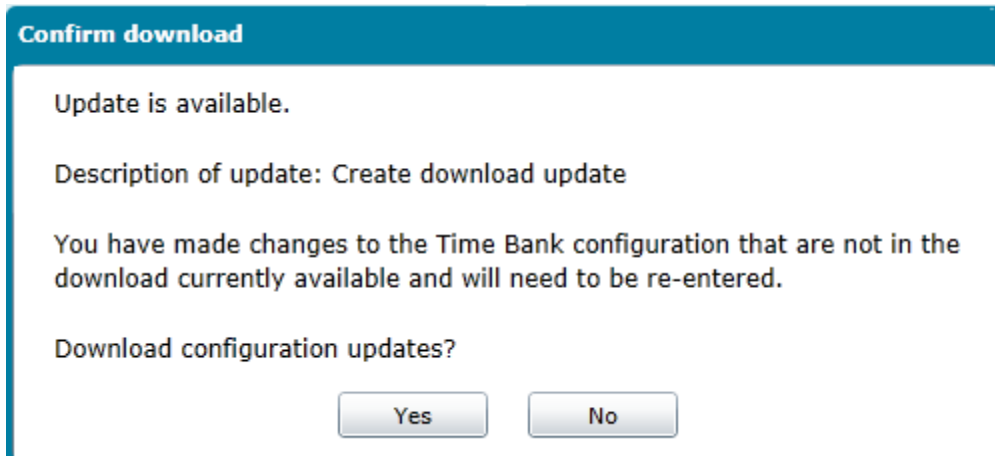 Confirm download
Update is available.
Description of update: Create download update
You have made changes to the Time Bank configuration that are not in the
download currently available and will need to be re-entered.
Download configuration updates?
Yes
No